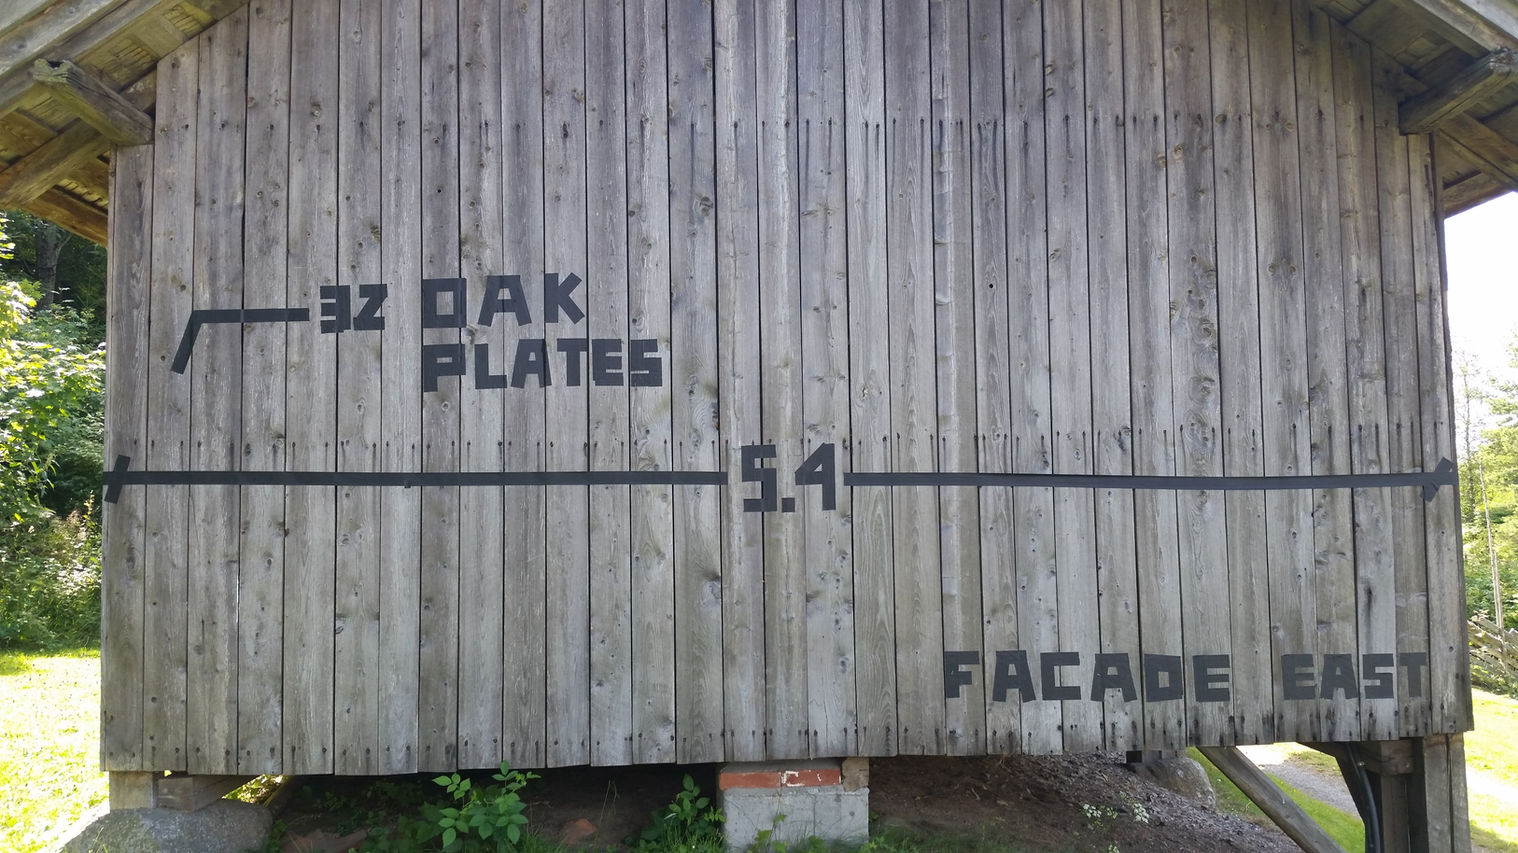 32 OAK
PLATES
5.4
FACADE EAST